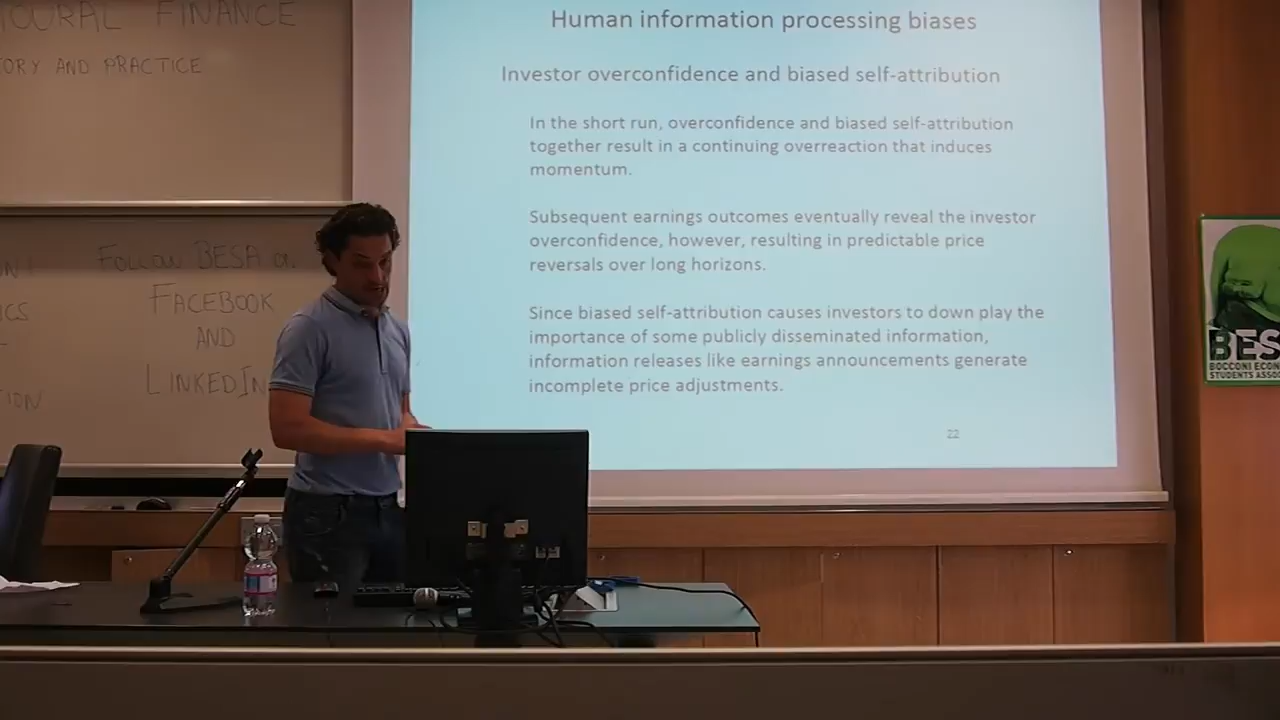 OURAL FINANCE
ORY AND PRACTICE
Follow BESA
FACEBOOK
AND
LINKEDIN
Human information processing biases
Investor overconfidence and biased self-attribution
In the short run, overconfidence and biased self-attribution
together result in a continuing overreaction that induces
momentum.
Subsequent earnings outcomes eventually reveal the investor
overconfidence, however, resulting in predictable price
reversals over long horizons.
Since biased self-attribution causes investors to down play the
importance of some publicly disseminated information,
information releases like earnings announcements generate
incomplete price adjustments.
22
BES
BOCCONI ECON
STUDENTS ASSO